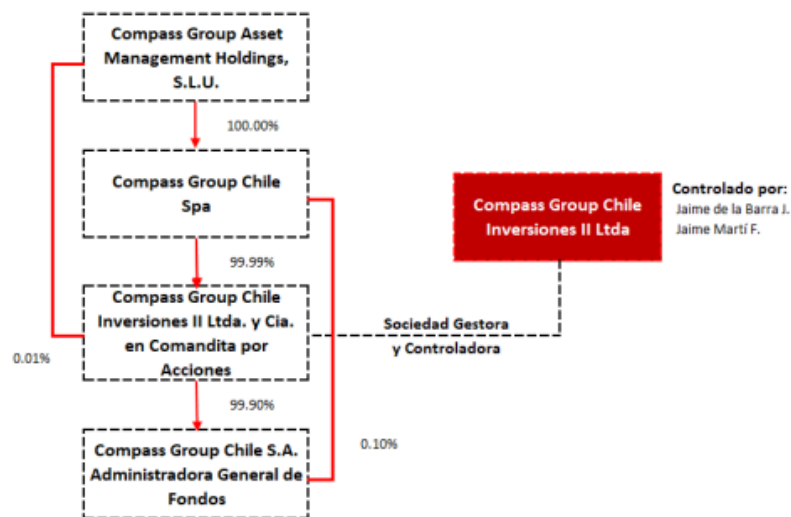 Compass Group Asset
Management Holdings,
S.L.U.
100.00%
Compass Group Chile
Spa
99.99%
Compass Group Chile
Inversiones II Ltda. y Cia.
en Comandita por
Acciones
0.01%
99.90%
Compass Group Chile S.A.
Administradora General de
Fondos
0.10%
Sociedad Gestora
y Controladora
Compass Group Chile
Inversiones II Ltda
Controlado por:
Jaime de la Barra J.
Jaime Martí F.